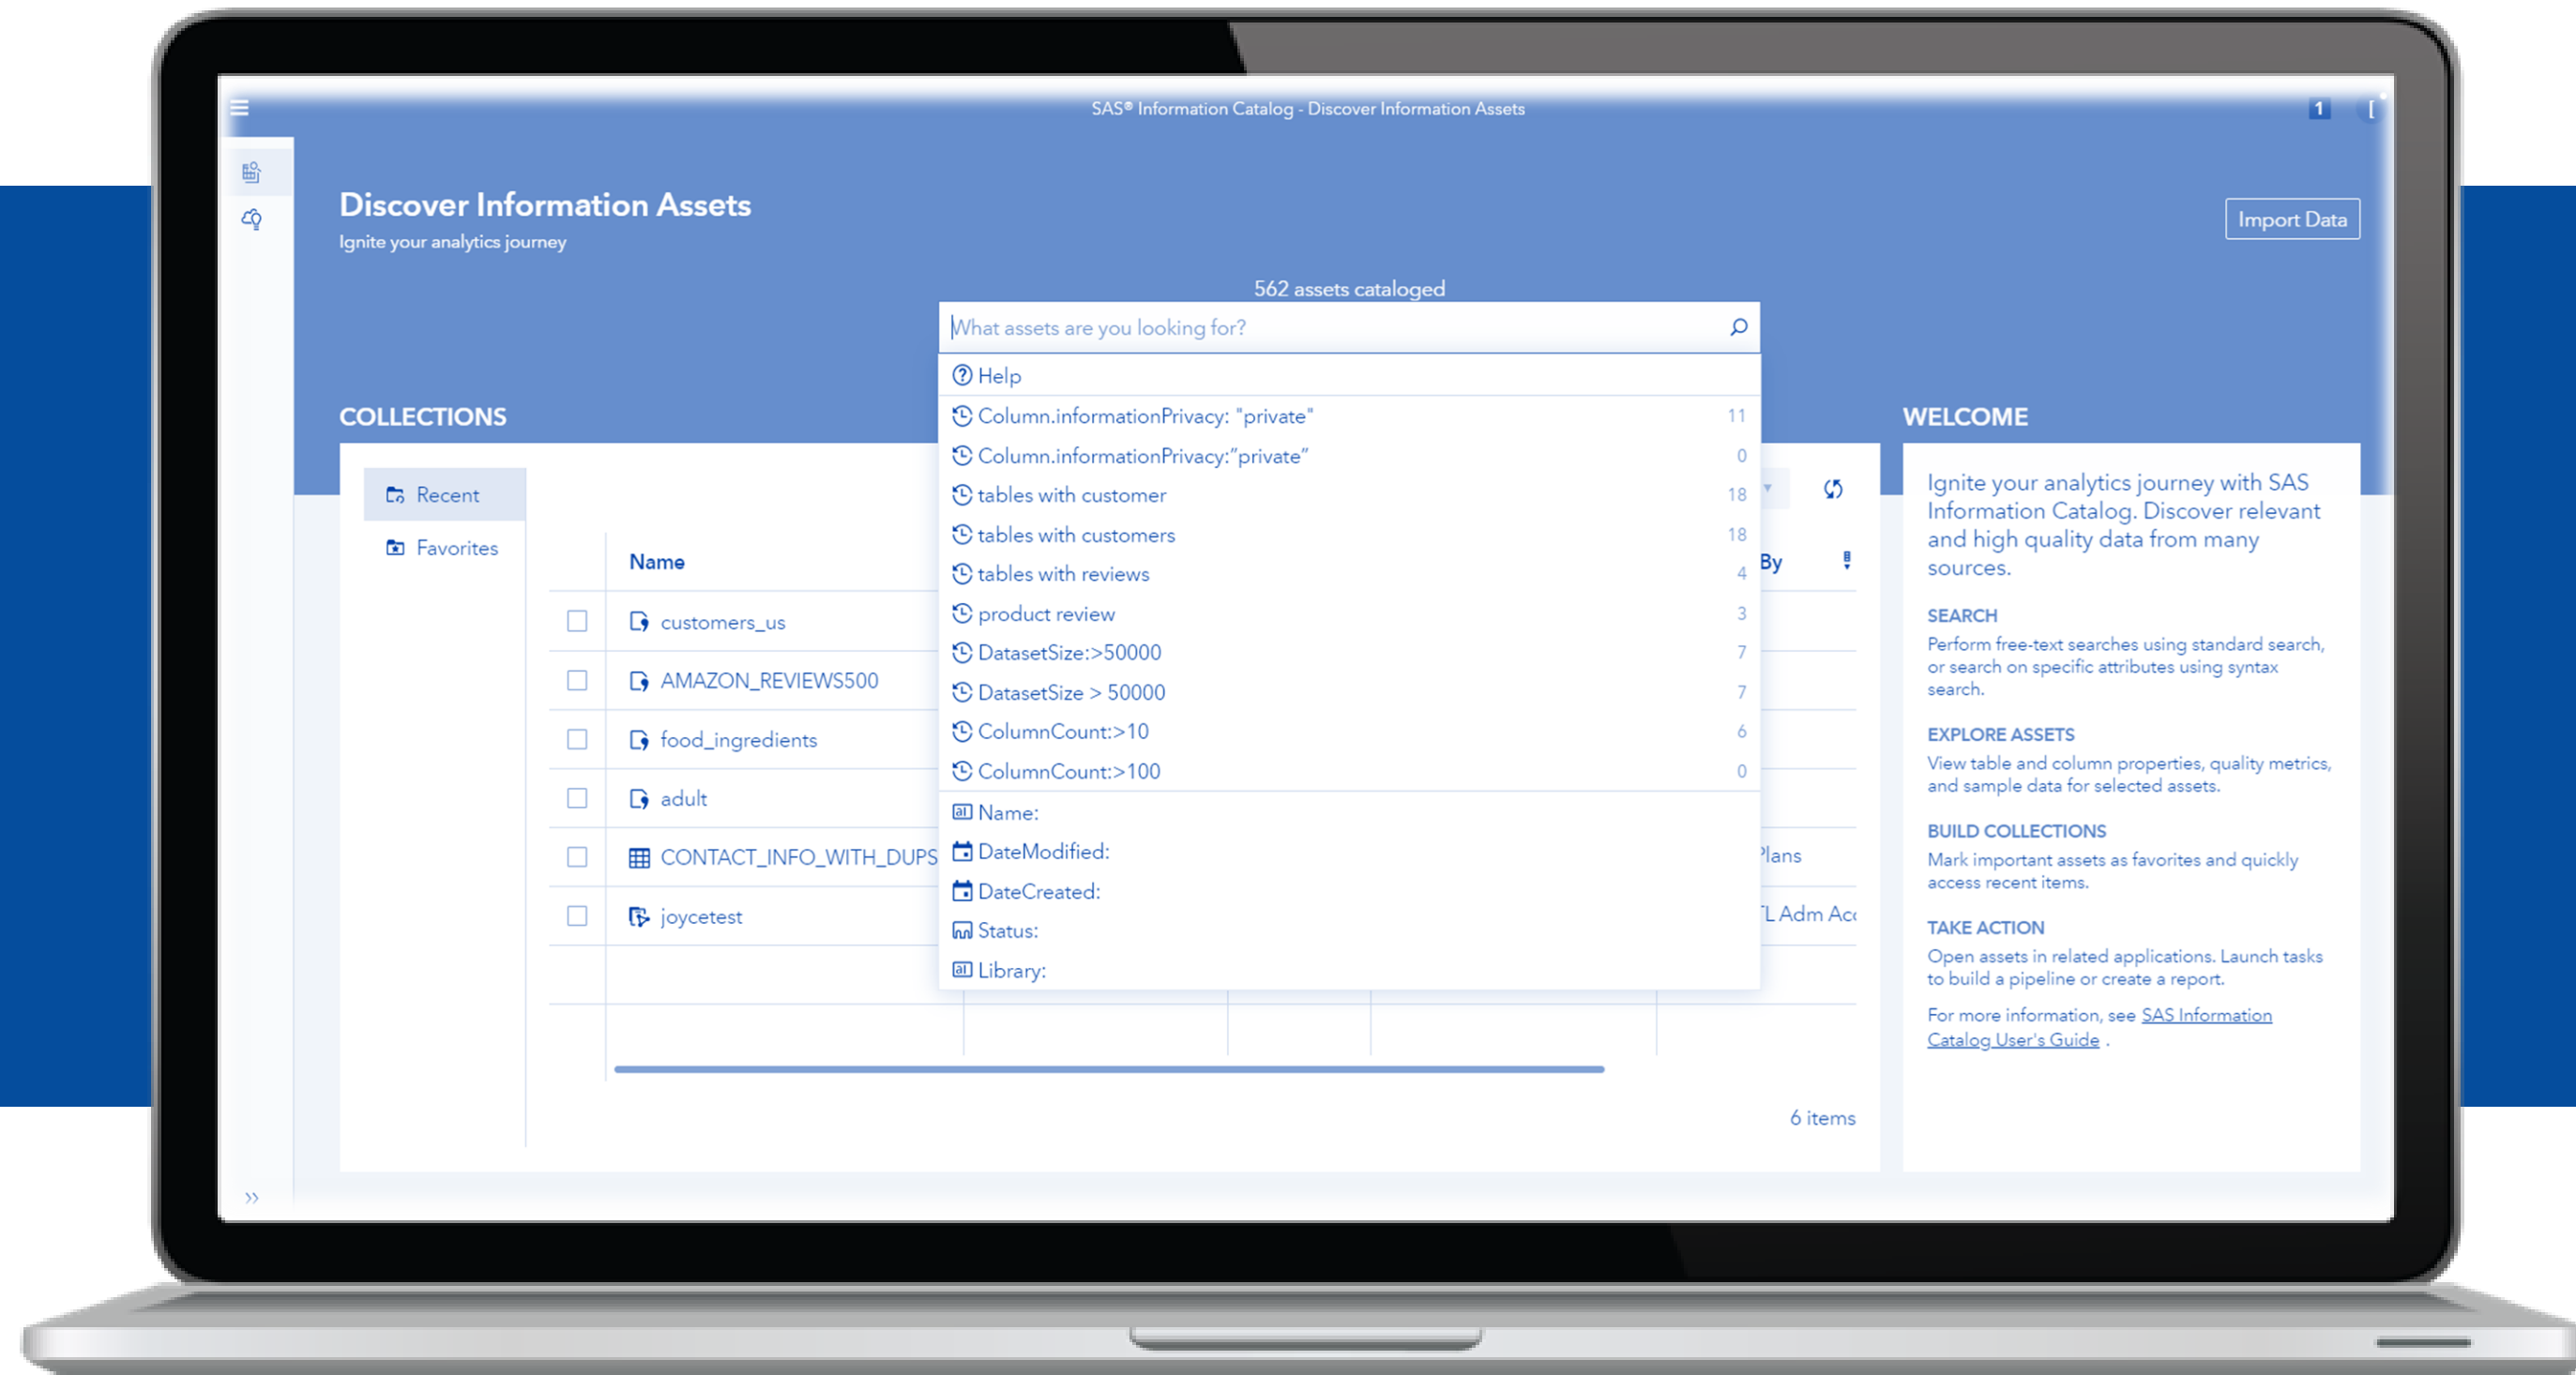 SAS® Information Catalog - Discover Information Assets
1
Discover Information Assets
Ignite your analytics journey
Import Data
562 assets cataloged
What assets are you looking for?
Help
Column.informationPrivacy: "private" 11
Column.informationPrivacy:”private” 0
tables with customer 18
tables with customers 18
tables with reviews 4
product review 3
DatasetSize:>50000 7
DatasetSize > 50000 7
ColumnCount:>10 6
ColumnCount:>100 0
Name:
DateModified:
DateCreated:
Status:
Library:
COLLECTIONS
Recent
Favorites
Name
By
customers_us
AMAZON_REVIEWS500
food_ingredients
adult
CONTACT_INFO_WITH_DUPS
joycetest
Adm
6 items
WELCOME
Ignite your analytics journey with SAS
Information Catalog. Discover relevant
and high quality data from many
sources.
SEARCH
Perform free-text searches using standard search,
or search on specific attributes using syntax
search.
EXPLORE ASSETS
View table and column properties, quality metrics,
and sample data for selected assets.
BUILD COLLECTIONS
Mark important assets as favorites and quickly
access recent items.
TAKE ACTION
Open assets in related applications. Launch tasks
to build a pipeline or create a report.
For more information, see SAS Information
Catalog User's Guide .